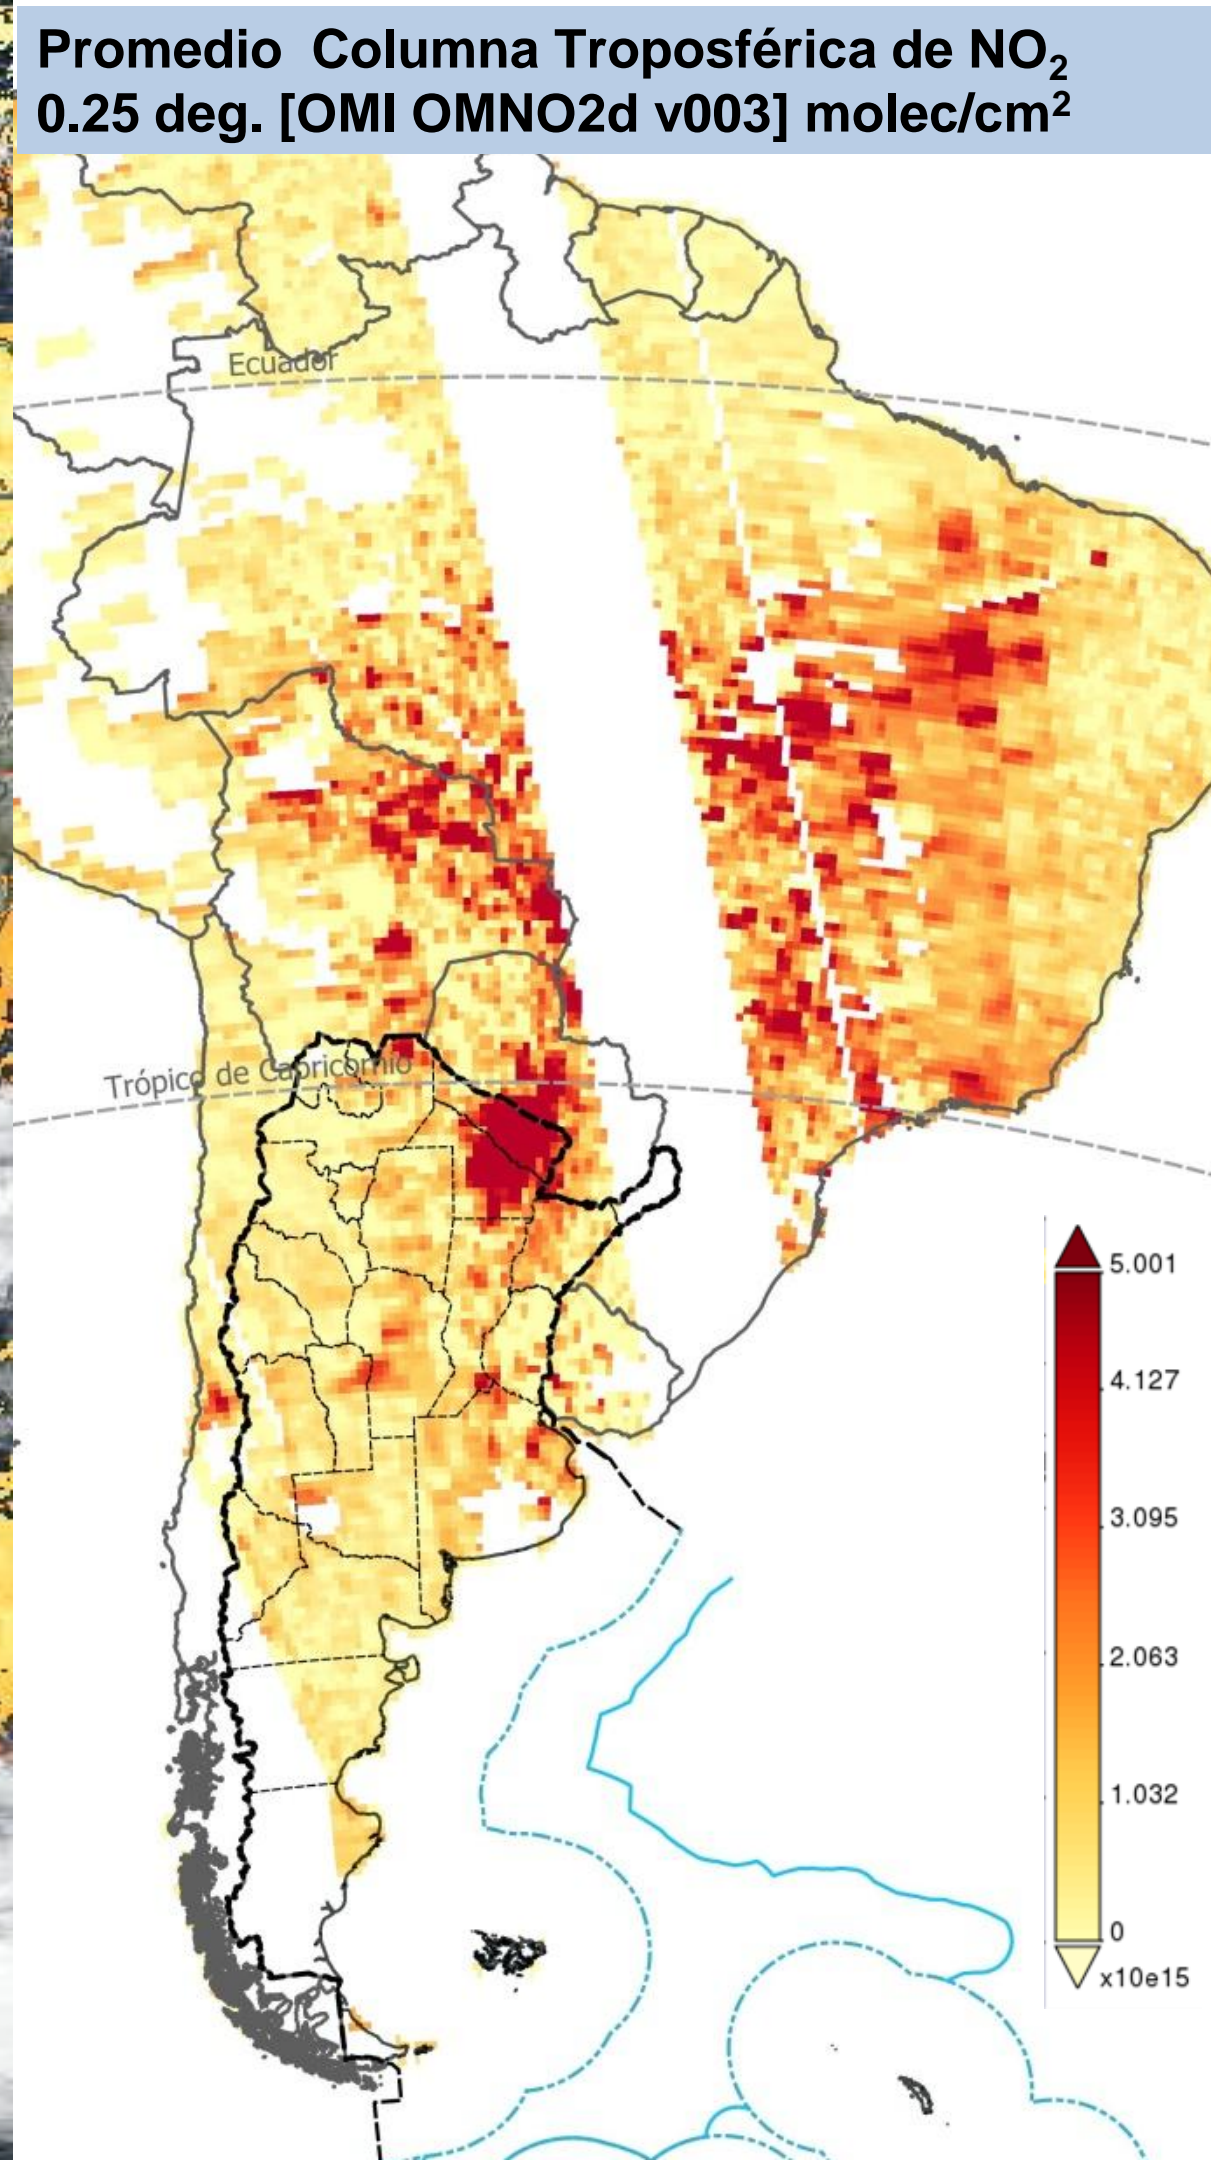 Promedio Columna Troposférica de NO₂
0.25 deg. [OMI OMNO2d v003] molec/cm²
Ecuador
Trópico de Capricornio
5.001
4.127
3.095
2.063
1.032
0
x10e15